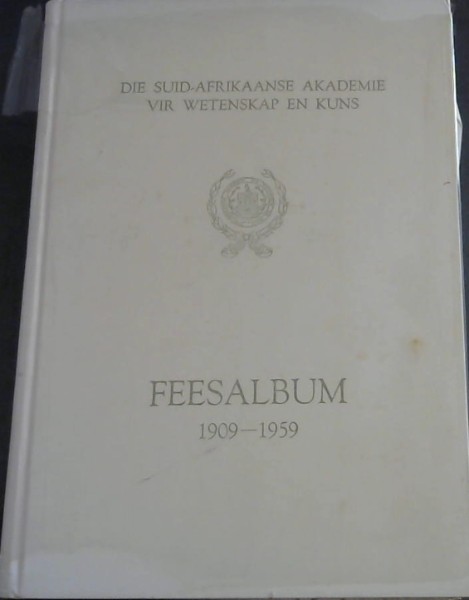 DIE SUID-AFRIKAANSE AKADEMIE
VIR WETENSKAP EN KUNS
FEESALBUM
1909—1959